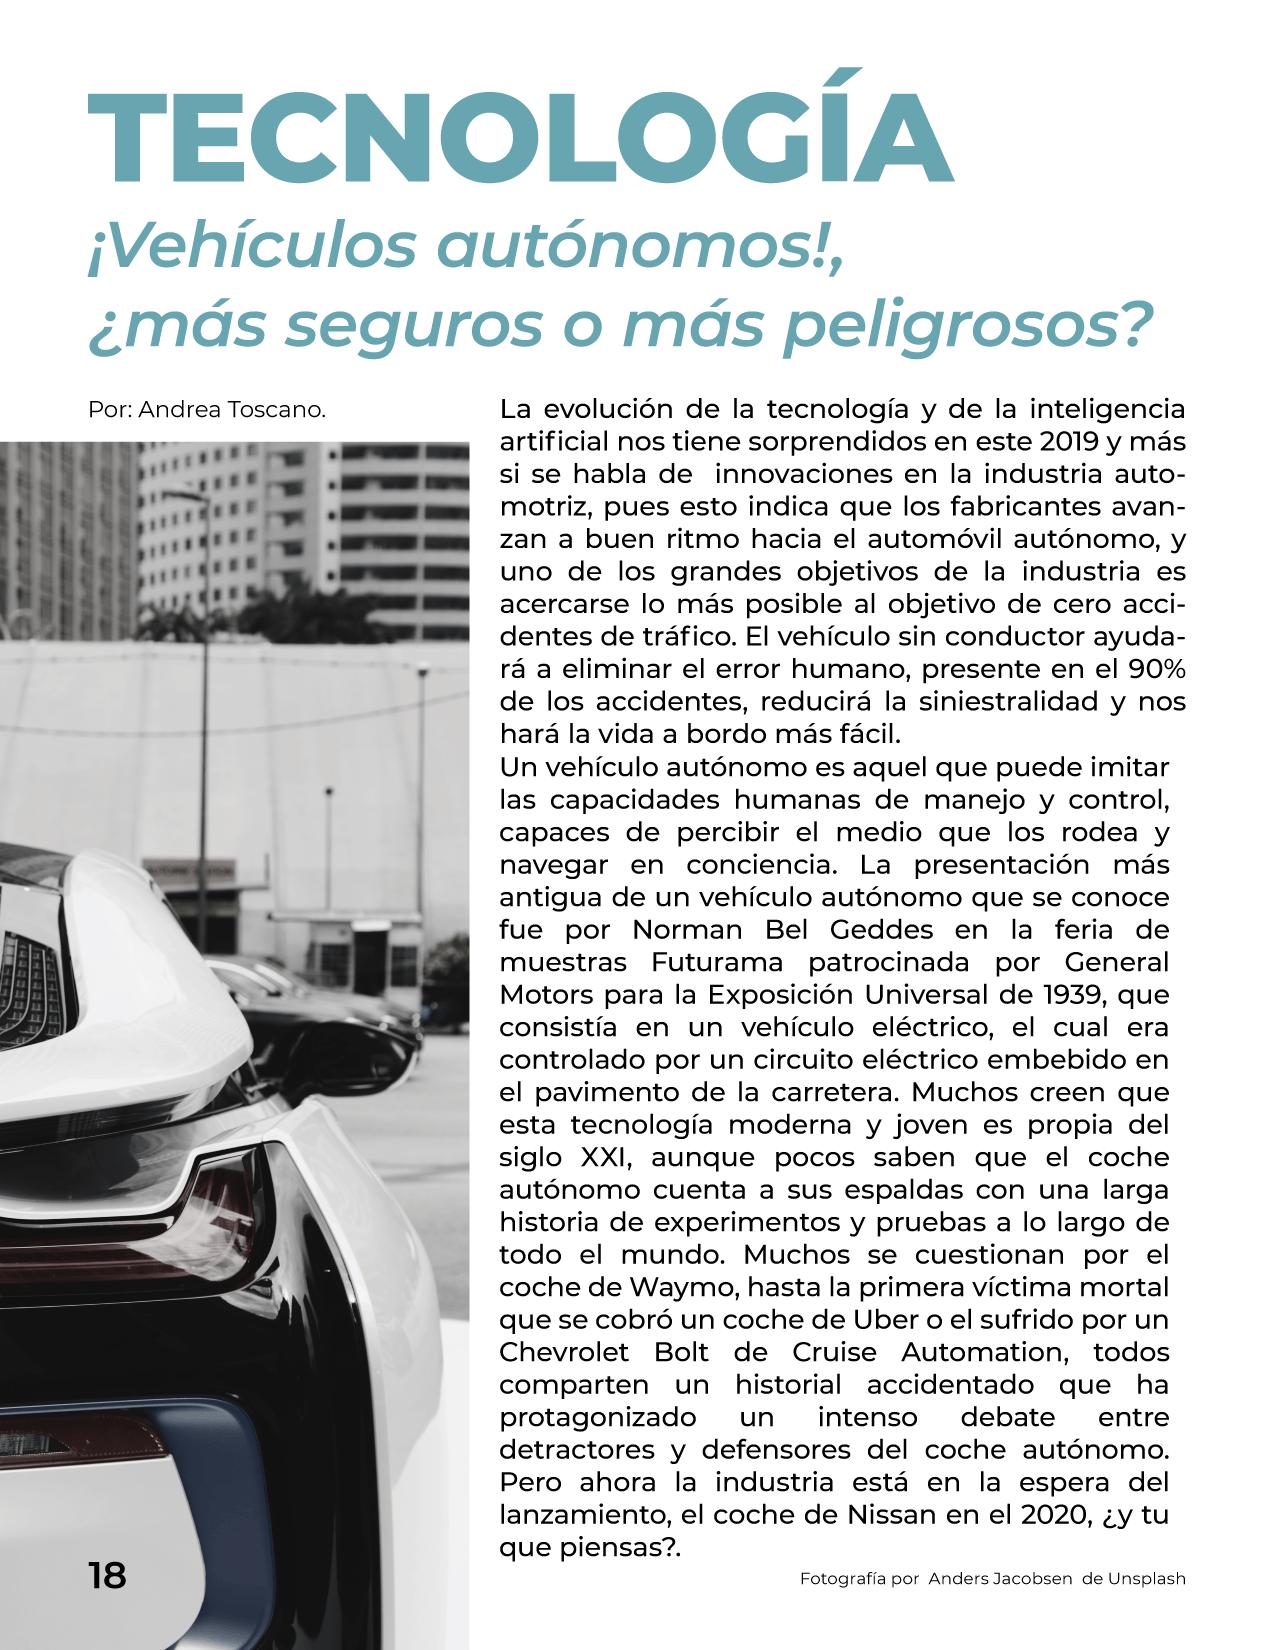 TECNOLOGÍA
¡Vehículos autónomos!,
¿más seguros o más peligrosos?
Por: Andrea Toscano.
La evolución de la tecnología y de la inteligencia
artificial nos tiene sorprendidos en este 2019 y más
si se habla de  innovaciones en la industria auto-
motriz, pues esto indica que los fabricantes avan-
zan a buen ritmo hacia el automóvil autónomo, y
uno de los grandes objetivos de la industria es
acercarse lo más posible al objetivo de cero acci-
dentes de tráfico. El vehículo sin conductor ayuda-
rá a eliminar el error humano, presente en el 90%
de los accidentes, reducirá la siniestralidad y nos
hará la vida a bordo más fácil.
Un vehículo autónomo es aquel que puede imitar
las capacidades humanas de manejo y control,
capaces de percibir el medio que los rodea y
navegar en conciencia. La presentación más
antigua de un vehículo autónomo que se conoce
fue por Norman Bel Geddes en la feria de
muestras Futurama patrocinada por General
Motors para la Exposición Universal de 1939, que
consistía en un vehículo eléctrico, el cual era
controlado por un circuito eléctrico embebido en
el pavimento de la carretera. Muchos creen que
esta tecnología moderna y joven es propia del
siglo XXI, aunque pocos saben que el coche
autónomo cuenta a sus espaldas con una larga
historia de experimentos y pruebas a lo largo de
todo el mundo. Muchos se cuestionan por el
coche de Waymo, hasta la primera víctima mortal
que se cobró un coche de Uber o el sufrido por un
Chevrolet Bolt de Cruise Automation, todos
comparten un historial accidentado que ha
protagonizado un intenso debate entre
detractores y defensores del coche autónomo.
Pero ahora la industria está en la espera del
lanzamiento, el coche de Nissan en el 2020, ¿y tu
que piensas?.
18
Fotografía por  Anders Jacobsen  de Unsplash